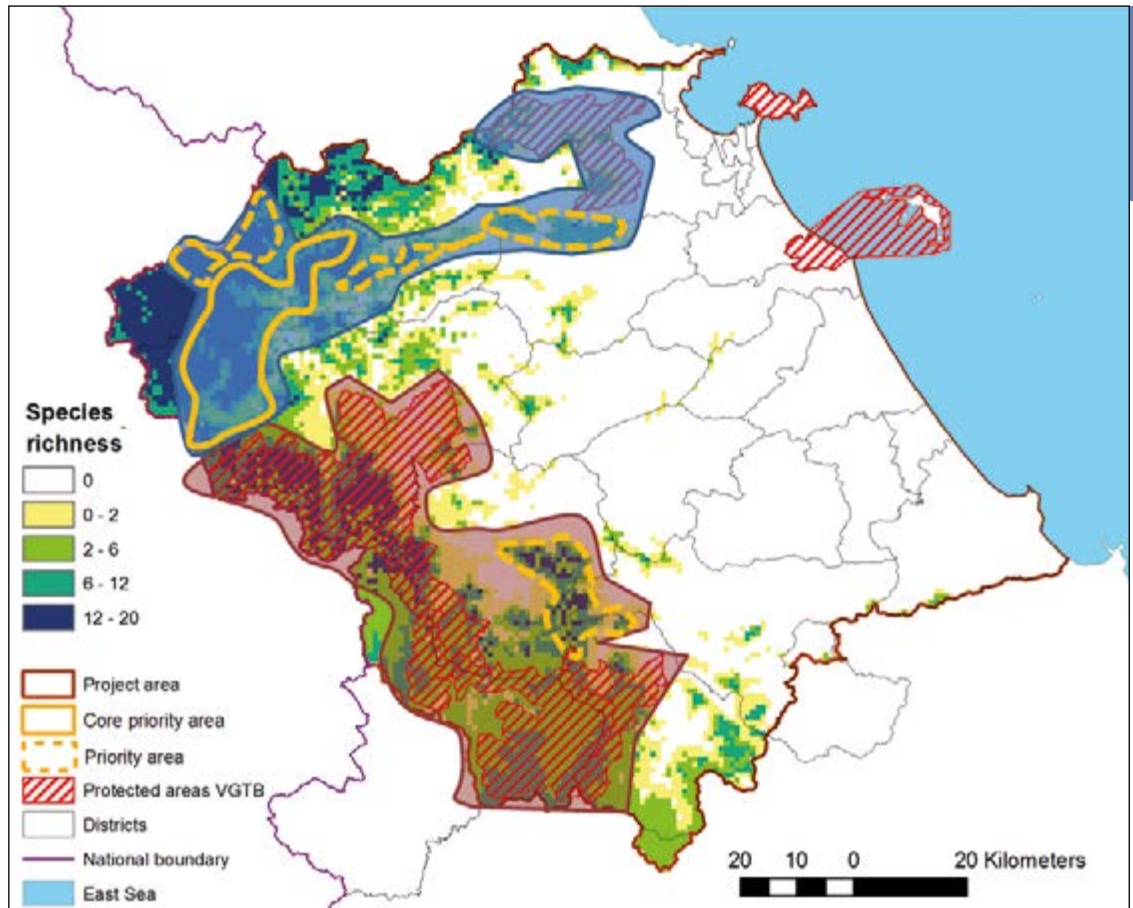 Species
richness
0
0 - 2
2 - 6
6 - 12
12 - 20
Project area
Core priority area
Priority area
Protected areas VGTB
Districts
National boundary
East Sea
20 10 0 20 Kilometers